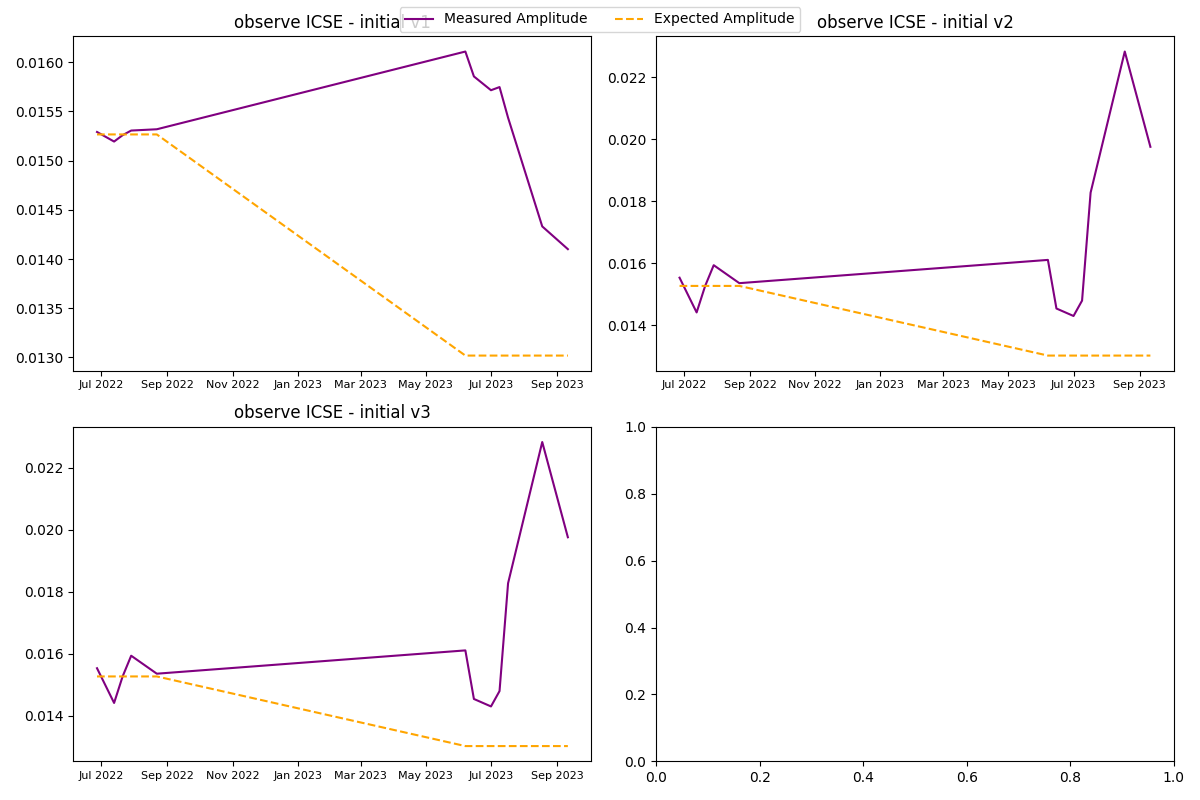 Measured Amplitude Expected Amplitude
observe ICSE - initial v1
0.0160
0.0155
0.0150
0.0145
0.0140
0.0135
0.0130
Jul 2022 Sep 2022 Nov 2022 Jan 2023 Mar 2023 May 2023 Jul 2023 Sep 2023
observe ICSE - initial v2
0.022
0.020
0.018
0.016
0.014
Jul 2022 Sep 2022 Nov 2022 Jan 2023 Mar 2023 May 2023 Jul 2023 Sep 2023
observe ICSE - initial v3
0.022
0.020
0.018
0.016
0.014
Jul 2022 Sep 2022 Nov 2022 Jan 2023 Mar 2023 May 2023 Jul 2023 Sep 2023
1.0
0.8
0.6
0.4
0.2
0.0
0.0 0.2 0.4 0.6 0.8 1.0